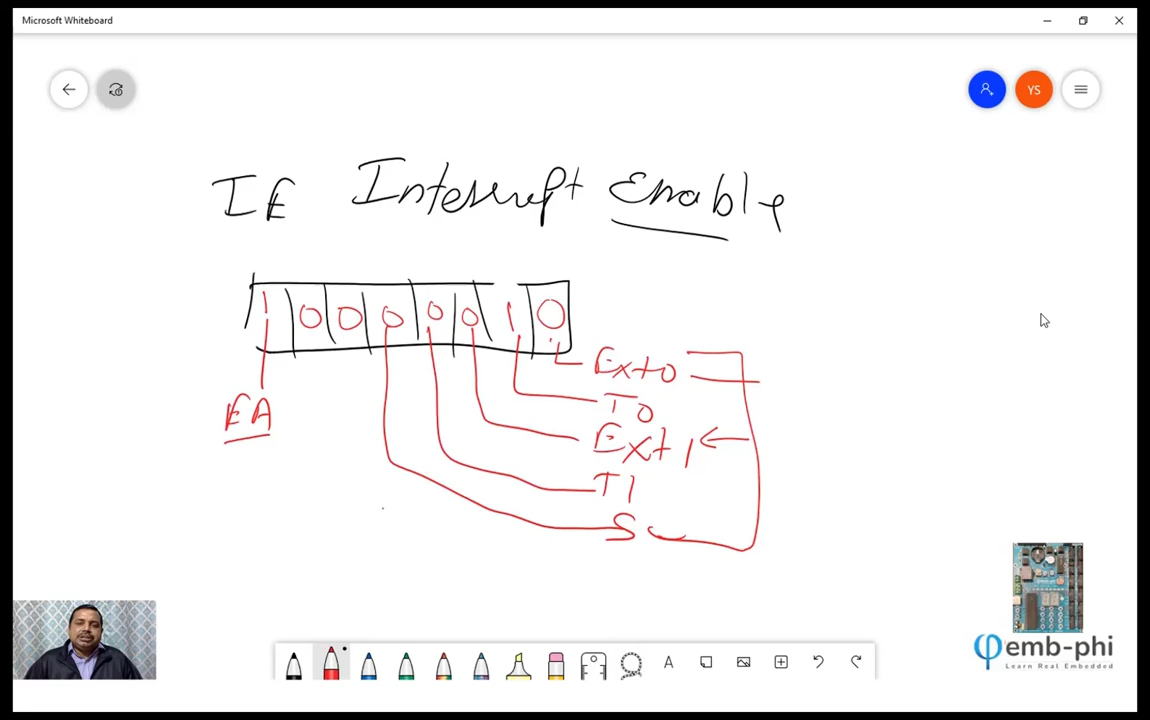 Microsoft Whiteboard
YS
IE Interrupt Enable
1 0 0 0 0 0 1 0
EA
Ext0
T0
Ext1
T1
S
A
emb-phi
Learn Real Embedded